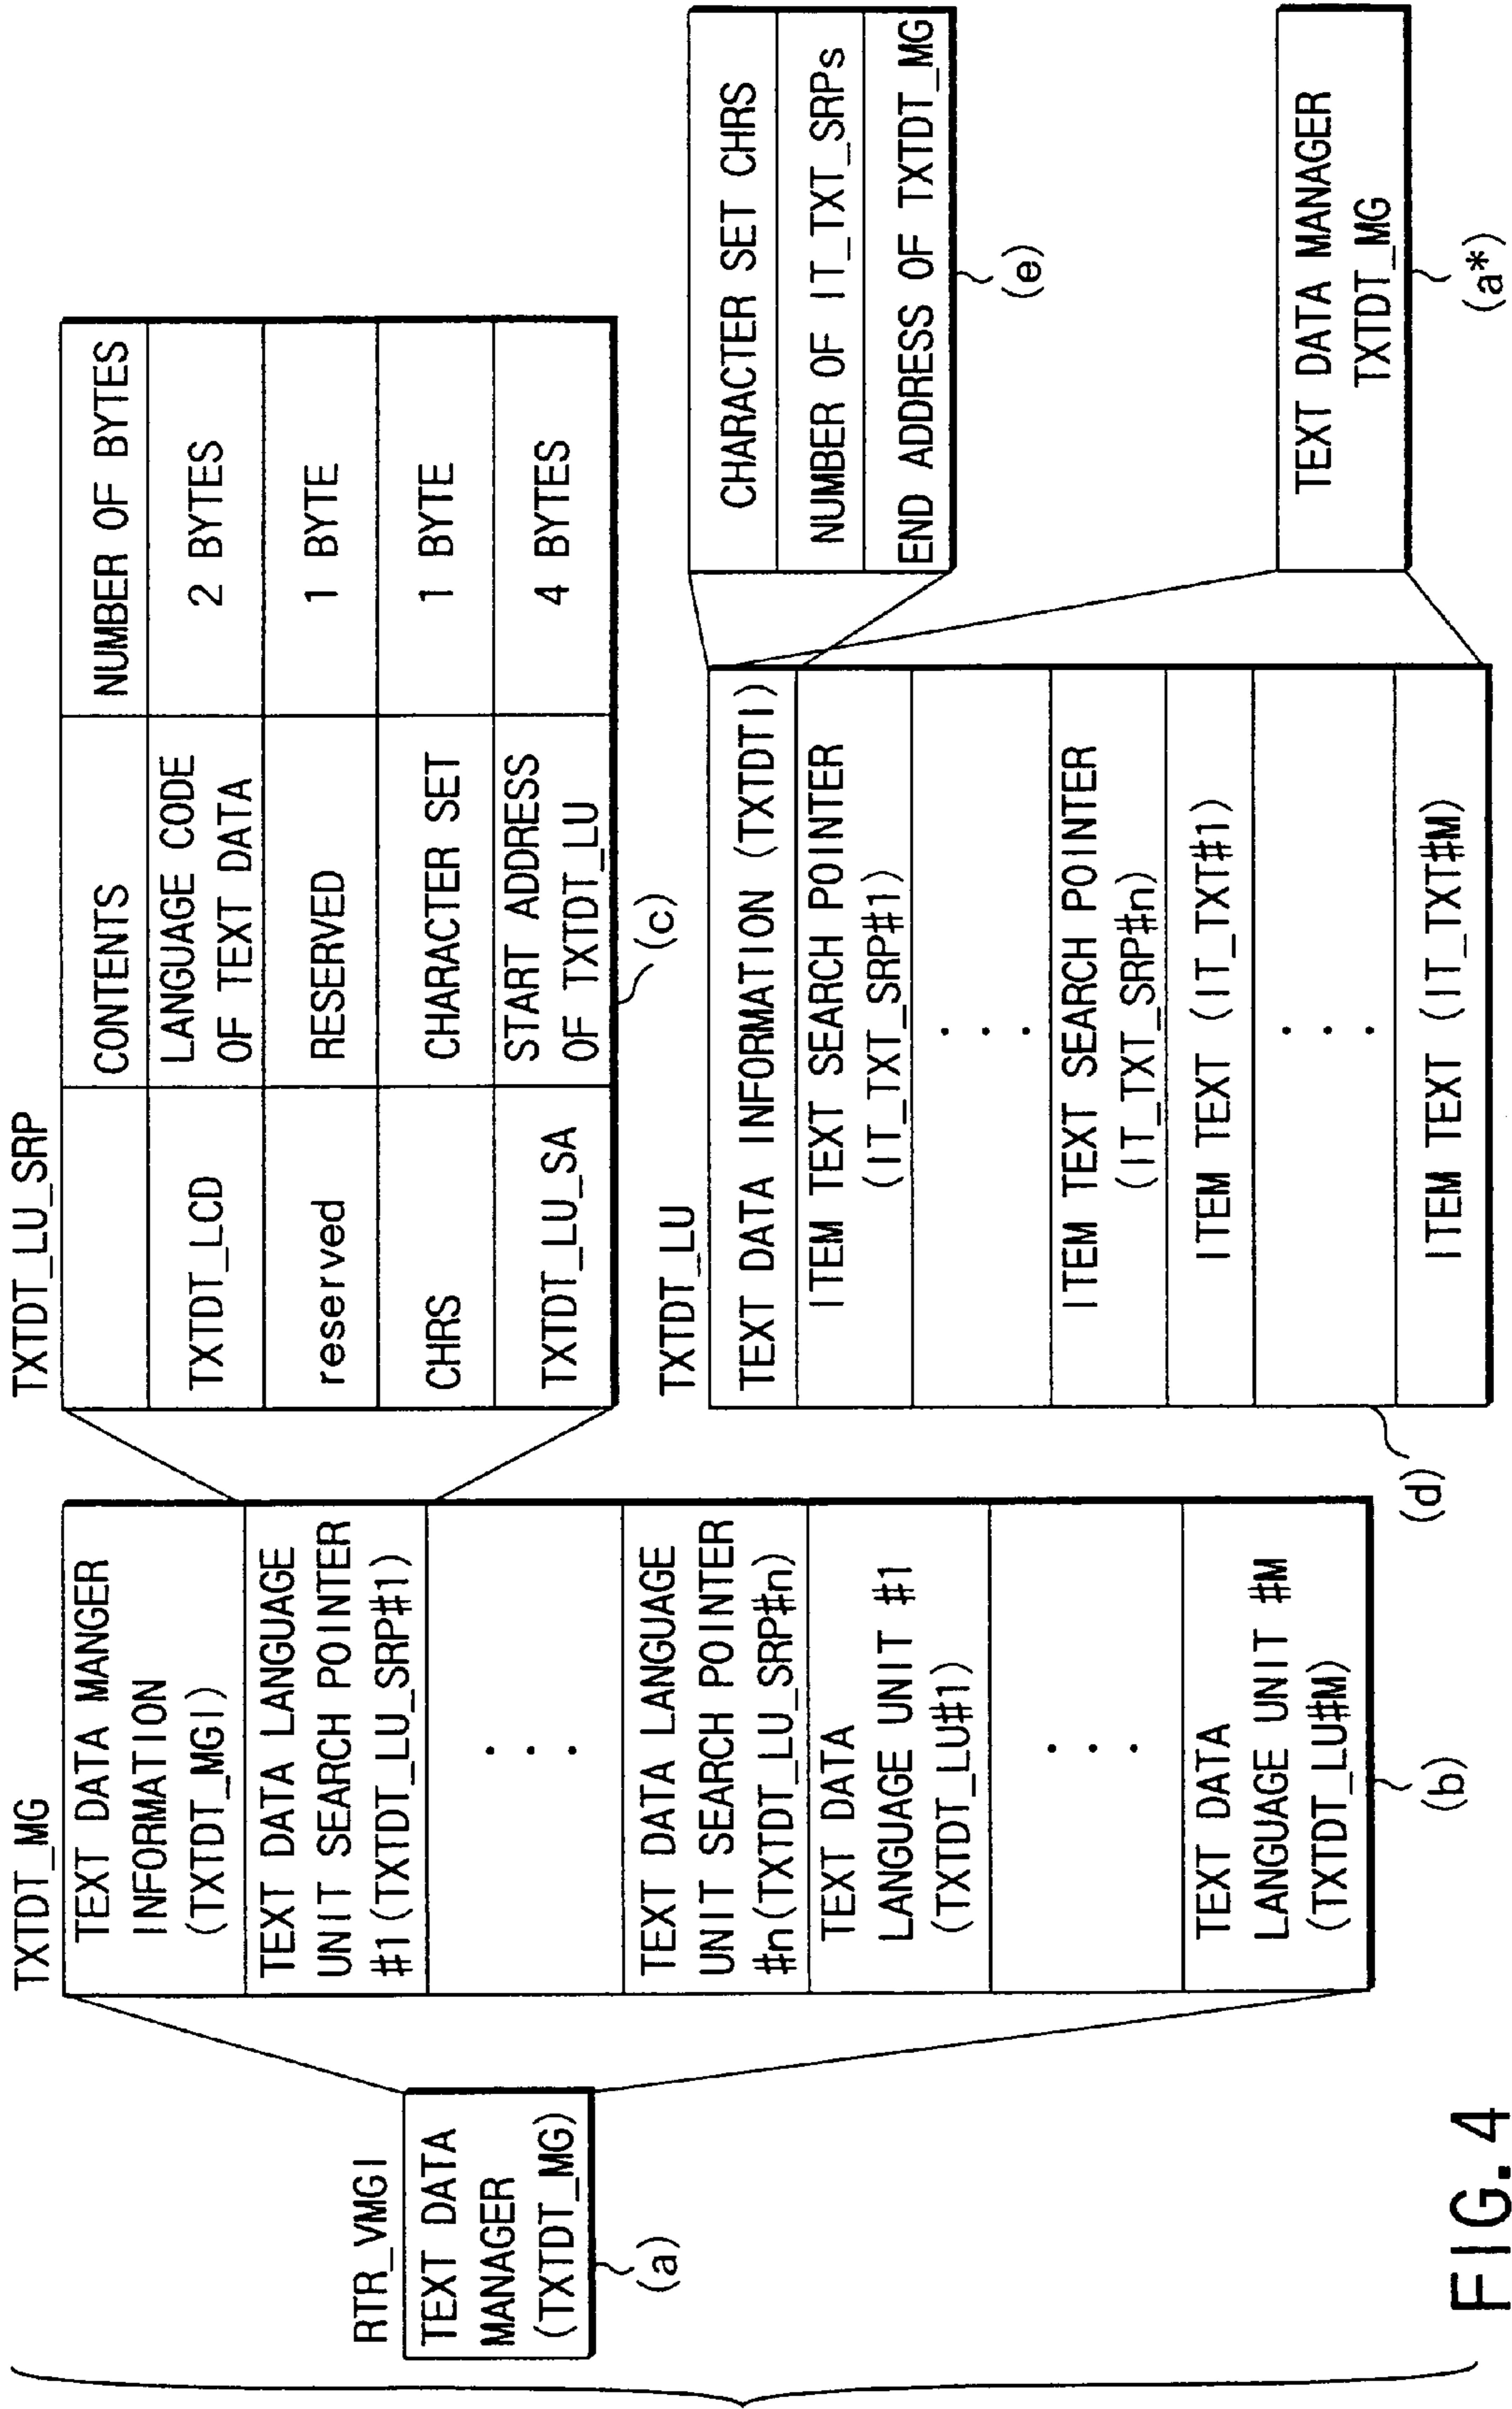 RTR_VMGI
TEXT DATA
MANAGER
(TXTDT_MG)
(a)
TXTDT_MG
TEXT DATA MANGER
INFORMATION
(TXTDT_MGI)
TEXT DATA LANGUAGE
UNIT SEARCH POINTER
#1(TXTDT_LU_SRP#1)
. . .
TEXT DATA LANGUAGE
UNIT SEARCH POINTER
#n(TXTDT_LU_SRP#n)
TEXT DATA
LANGUAGE UNIT #1
(TXTDT_LU#1)
. . .
TEXT DATA
LANGUAGE UNIT #M
(TXTDT_LU#M)
(b)
TXTDT_LU_SRP
CONTENTS NUMBER OF BYTES
TXTDT_LCD LANGUAGE CODE 2 BYTES
OF TEXT DATA
reserved RESERVED 1 BYTE
CHRS CHARACTER SET 1 BYTE
TXTDT_LU_SA START ADDRESS 4 BYTES
OF TXTDT_LU
(c)
TXTDT_LU
TEXT DATA INFORMATION (TXTDTI)
ITEM TEXT SEARCH POINTER
(IT_TXT_SRP#1)
. . .
ITEM TEXT SEARCH POINTER
(IT_TXT_SRP#n)
ITEM TEXT (IT_TXT#1)
. . .
ITEM TEXT (IT_TXT#M)
(d)
CHARACTER SET CHRS
NUMBER OF IT_TXT_SRPs
END ADDRESS OF TXTDT_MG
(e)
TEXT DATA MANAGER
TXTDT_MG
(a*)
FIG. 4